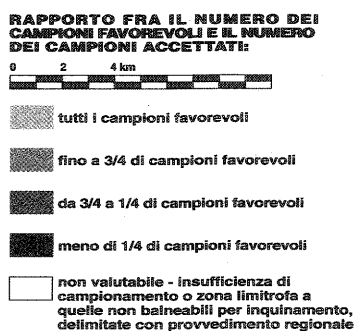 RAPPORTO FRA IL NUMERO DEI
CAMPIONI FAVOREVOLI E IL NUMERO
DEI CAMPIONI ACCETTATI:
0 2 4 km
tutti i campioni favorevoli
fino a 3/4 di campioni favorevoli
da 3/4 a 1/4 di campioni favorevoli
meno di 1/4 di campioni favorevoli
non valutabile - insufficienza di
campionamento o zona limitrofa a
quelle non balneabili per inquinamento,
delimitate con provvedimento regionale